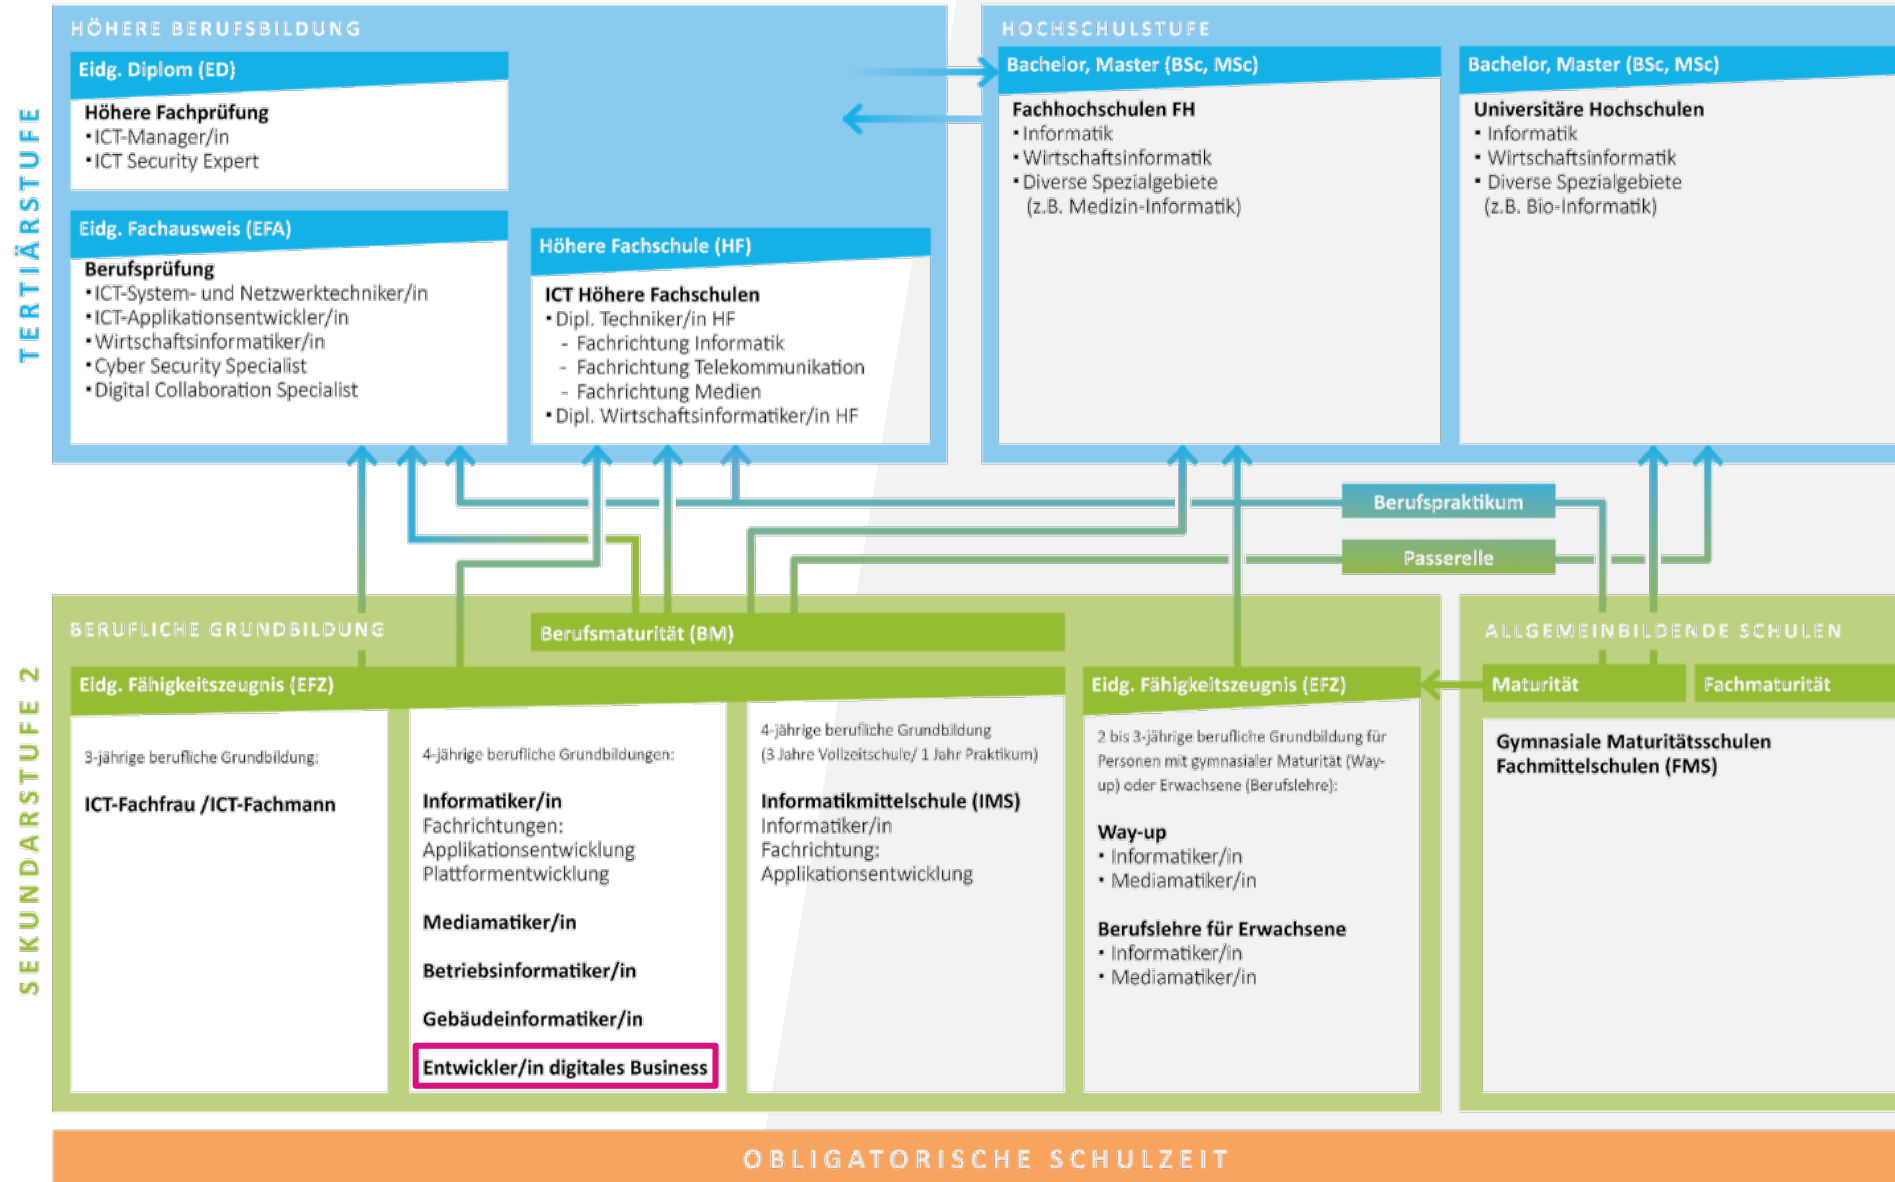 HÖHERE BERUFSBILDUNG
Eidg. Diplom (ED)
Höhere Fachprüfung
▪ICT-Manager/in
▪ICT Security Expert
Eidg. Fachausweis (EFA)
Berufsprüfung
▪ICT-System- und Netzwerktechniker/in
▪ICT-Applikationsentwickler/in
▪Wirtschaftsinformatiker/in
▪Cyber Security Specialist
▪Digital Collaboration Specialist
Höhere Fachschule (HF)
ICT Höhere Fachschulen
▪Dipl. Techniker/in HF
- Fachrichtung Informatik
- Fachrichtung Telekommunikation
- Fachrichtung Medien
▪Dipl. Wirtschaftsinformatiker/in HF
HOCHSCHULSTUFE
Bachelor, Master (BSc, MSc)
Fachhochschulen FH
▪Informatik
▪Wirtschaftsinformatik
▪Diverse Spezialgebiete
(z.B. Medizin-Informatik)
Bachelor, Master (BSc, MSc)
Universitäre Hochschulen
▪ Informatik
▪ Wirtschaftsinformatik
▪ Diverse Spezialgebiete
(z.B. Bio-Informatik)
TERTIÄRSTUFE
Berufspraktikum
Passerelle
SEKUNDARSTUFE 2
BERUFLICHE GRUNDBILDUNG
Berufsmaturität (BM)
Eidg. Fähigkeitszeugnis (EFZ)
3-jährige berufliche Grundbildung:
ICT-Fachfrau /ICT-Fachmann
4-jährige berufliche Grundbildungen:
Informatiker/in
Fachrichtungen:
Applikationsentwicklung
Plattformentwicklung
Mediamatiker/in
Betriebsinformatiker/in
Gebäudeinformatiker/in
Entwickler/in digitales Business
4-jährige berufliche Grundbildung
(3 Jahre Vollzeitschule/ 1 Jahr Praktikum)
Informatikmittelschule (IMS)
Informatiker/in
Fachrichtung:
Applikationsentwicklung
Eidg. Fähigkeitszeugnis (EFZ)
2 bis 3-jährige berufliche Grundbildung für
Personen mit gymnasialer Maturität (Way-
up) oder Erwachsene (Berufslehre):
Way-up
▪ Informatiker/in
▪ Mediamatiker/in
Berufslehre für Erwachsene
▪ Informatiker/in
▪ Mediamatiker/in
ALLGEMEINBILDENDE SCHULEN
Maturität
Fachmaturität
Gymnasiale Maturitätsschulen
Fachmittelschulen (FMS)
OBLIGATORISCHE SCHULZEIT